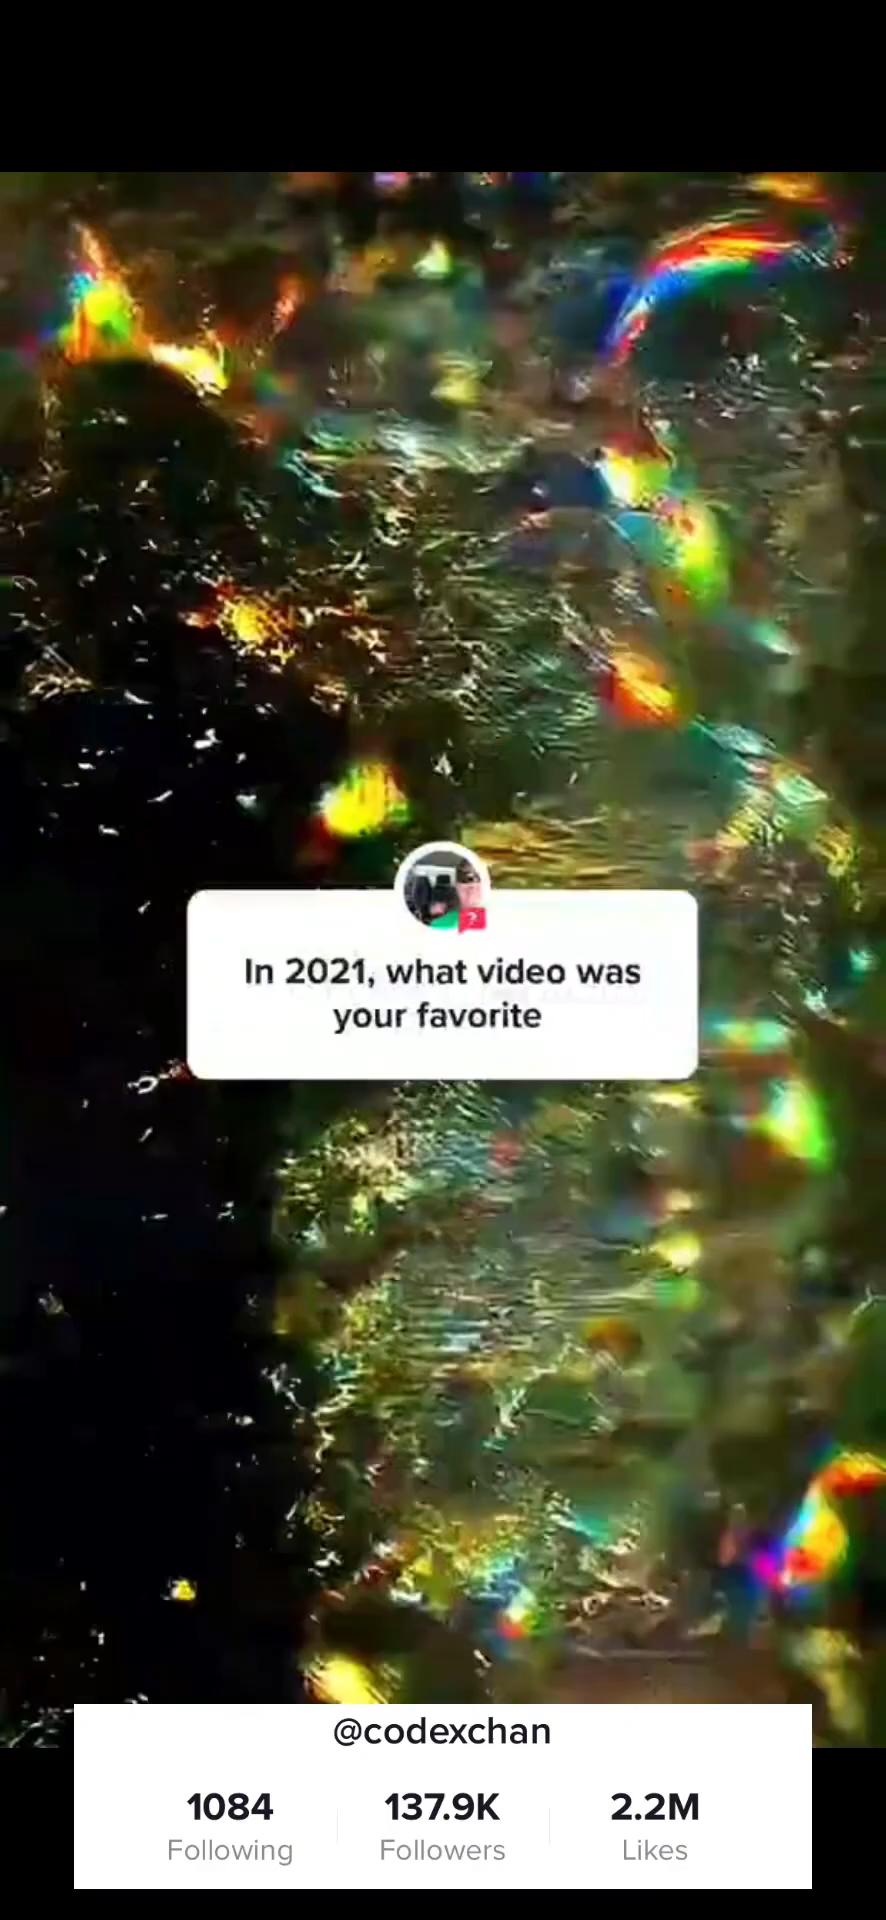 ?
In 2021, what video was
your favorite
@codexchan
1084 137.9K 2.2M
Following Followers Likes